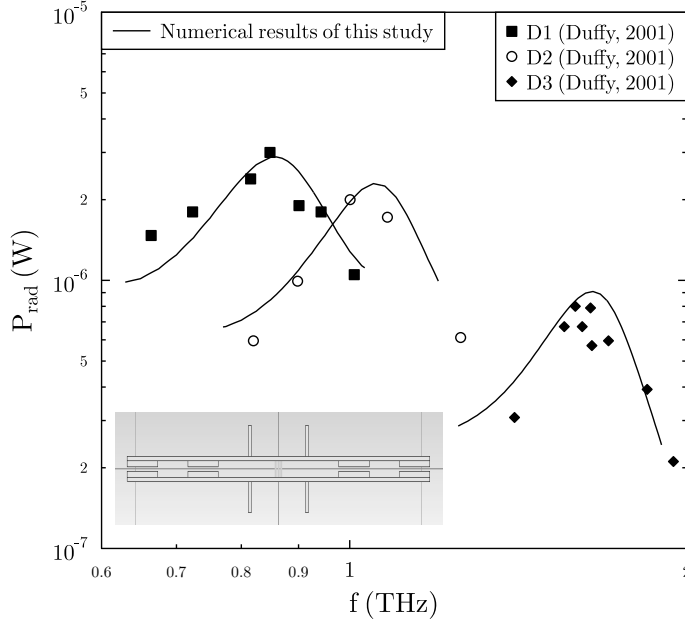 10^-5
Numerical results of this study
D1 (Duffy, 2001)
D2 (Duffy, 2001)
D3 (Duffy, 2001)
5
2
P_rad (W)
10^-6
5
2
10^-7
0.6 0.7 0.8 0.9 1 2
f (THz)